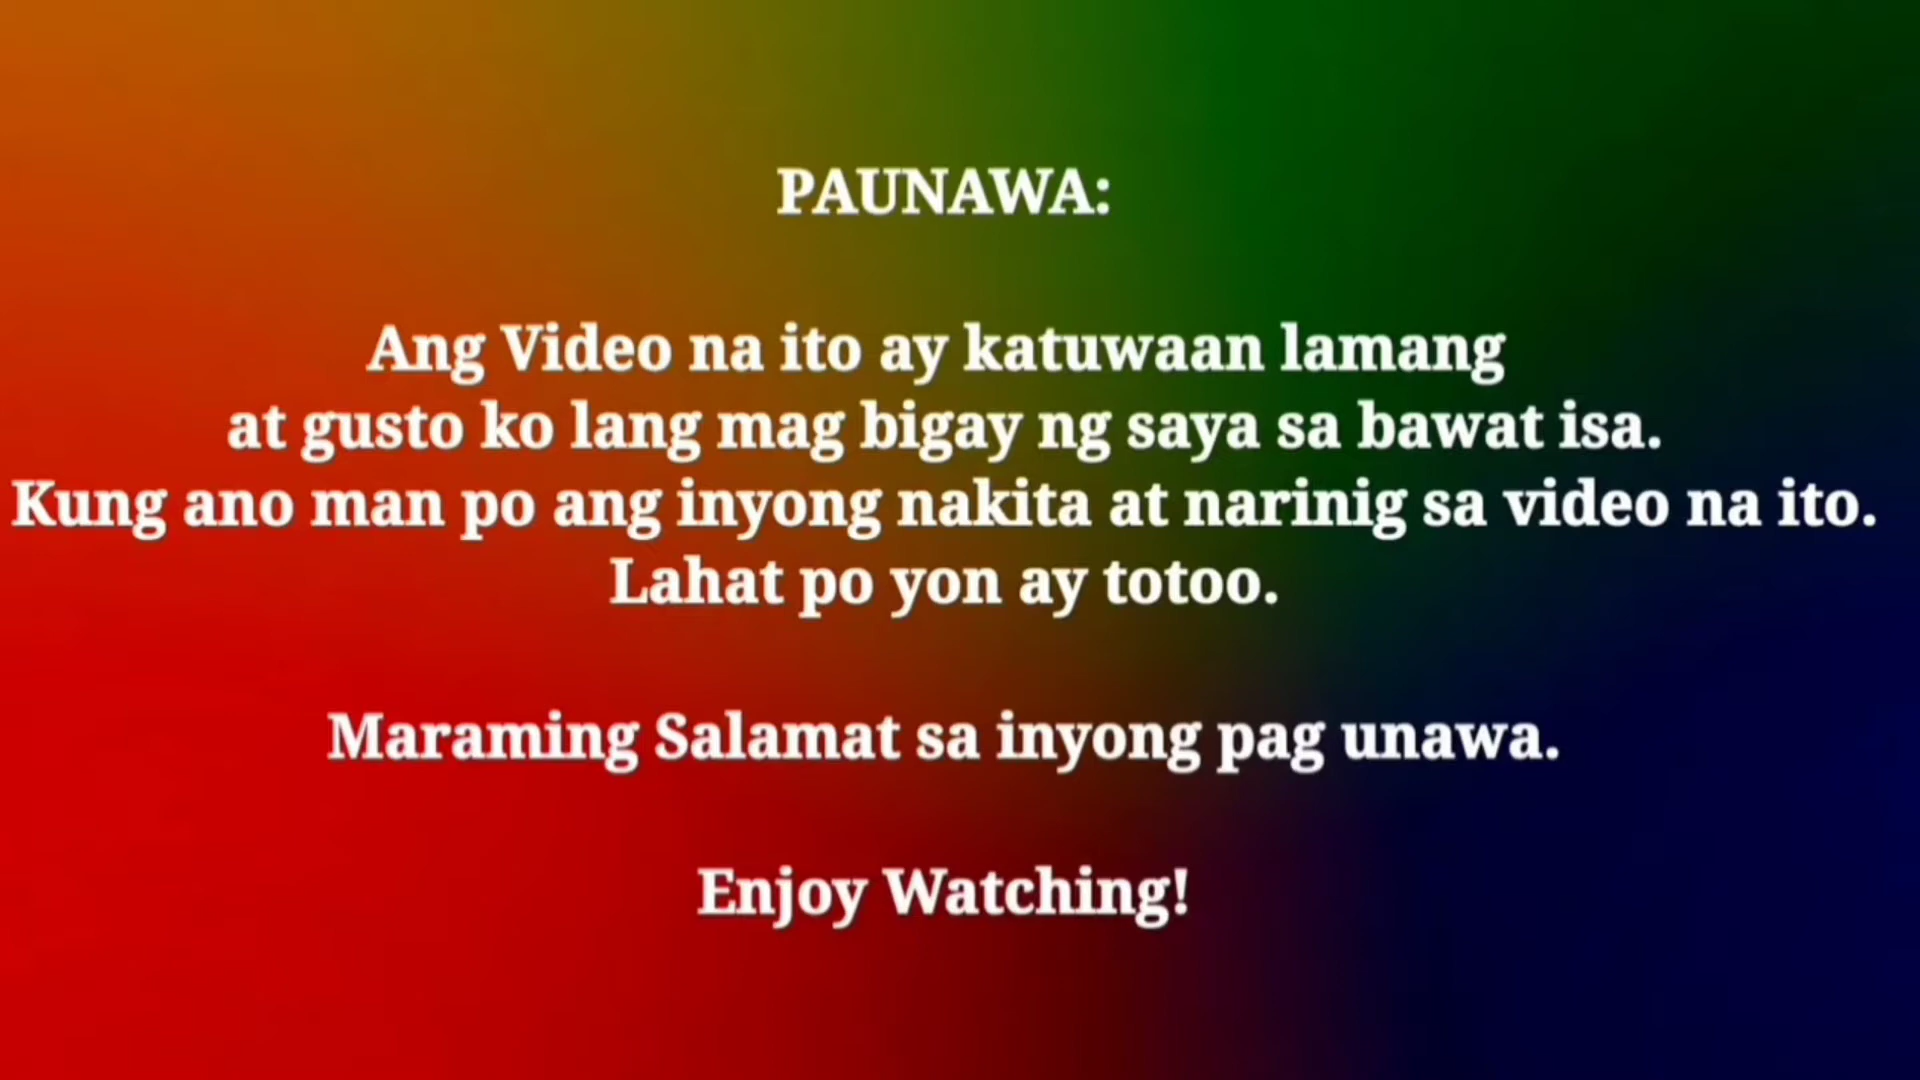 PAUNAWA:
Ang Video na ito ay katuwaan lamang
at gusto ko lang mag bigay ng saya sa bawat isa.
Kung ano man po ang inyong nakita at narinig sa video na ito.
Lahat po yon ay totoo.
Maraming Salamat sa inyong pag unawa.
Enjoy Watching!